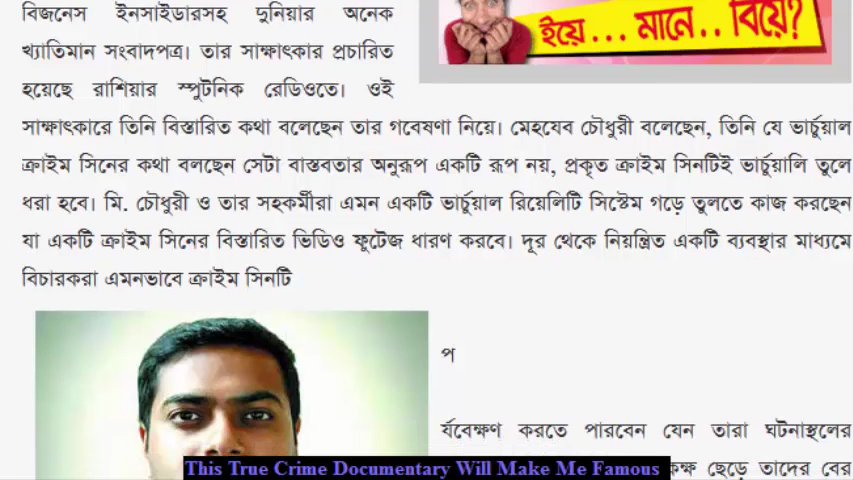 বিজনেস ইনসাইডারসহ দুনিয়ার অনেক
খ্যাতিমান সংবাদপত্র। তার সাক্ষাৎকার প্রচারিত
হয়েছে রাশিয়ার স্পুটনিক রেডিওতে। ওই
ইয়ে... মানে.. বিয়ে?
সাক্ষাৎকারে তিনি বিস্তারিত কথা বলেছেন তার গবেষণা নিয়ে। মেহযেব চৌধুরী বলেছেন, তিনি যে ভার্চুয়াল
ক্রাইম সিনের কথা বলছেন সেটা বাস্তবতার অনুরূপ একটি রূপ নয়, প্রকৃত ক্রাইম সিনটিই ভার্চুয়ালি তুলে
ধরা হবে। মি. চৌধুরী ও তার সহকর্মীরা এমন একটি ভার্চুয়াল রিয়েলিটি সিস্টেম গড়ে তুলতে কাজ করছেন
যা একটি ক্রাইম সিনের বিস্তারিত ভিডিও ফুটেজ ধারণ করবে। দূর থেকে নিয়ন্ত্রিত একটি ব্যবস্থার মাধ্যমে
বিচারকরা এমনভাবে ক্রাইম সিনটি
প
র্যবেক্ষণ করতে পারবেন যেন তারা ঘটনাস্থলের
কক্ষ ছেড়ে তাদের বের
This True Crime Documentary Will Make Me Famous